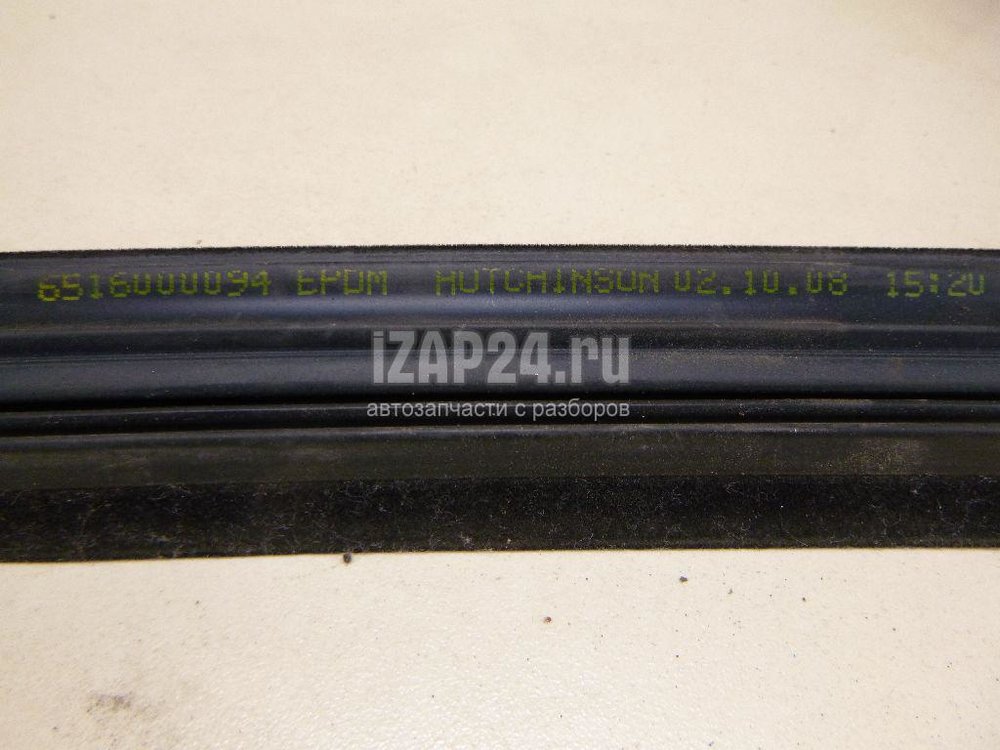 6516000094 EPDM HUTCHINSON 02.10.08 15:20
iZAP24.ru
автозапчасти с разборов